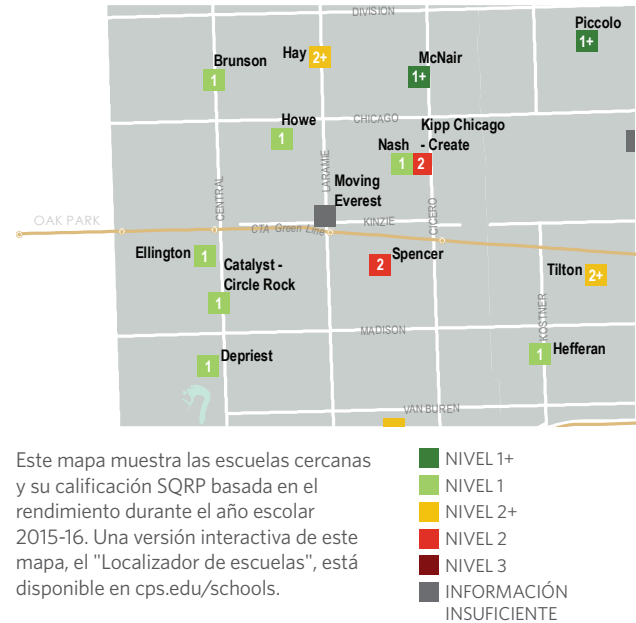 DIVISION
Piccolo
1+
Hay
2+
McNair
1+
Brunson
1
Howe
1
CHICAGO
Kipp Chicago
- Create
Nash
1
2
LARAMIE
Moving
Everest
CENTRAL
CICERO
OAK PARK
KINZIE
CTA Green Line
Ellington
1
Catalyst -
Circle Rock
1
Spencer
2
Tilton
2+
KOSTNER
MADISON
Hefferan
1
Depriest
1
VAN BUREN
Este mapa muestra las escuelas cercanas
y su calificación SQRP basada en el
rendimiento durante el año escolar
2015-16. Una versión interactiva de este
mapa, el "Localizador de escuelas", está
disponible en cps.edu/schools.
NIVEL 1+
NIVEL 1
NIVEL 2+
NIVEL 2
NIVEL 3
INFORMACIÓN
INSUFICIENTE